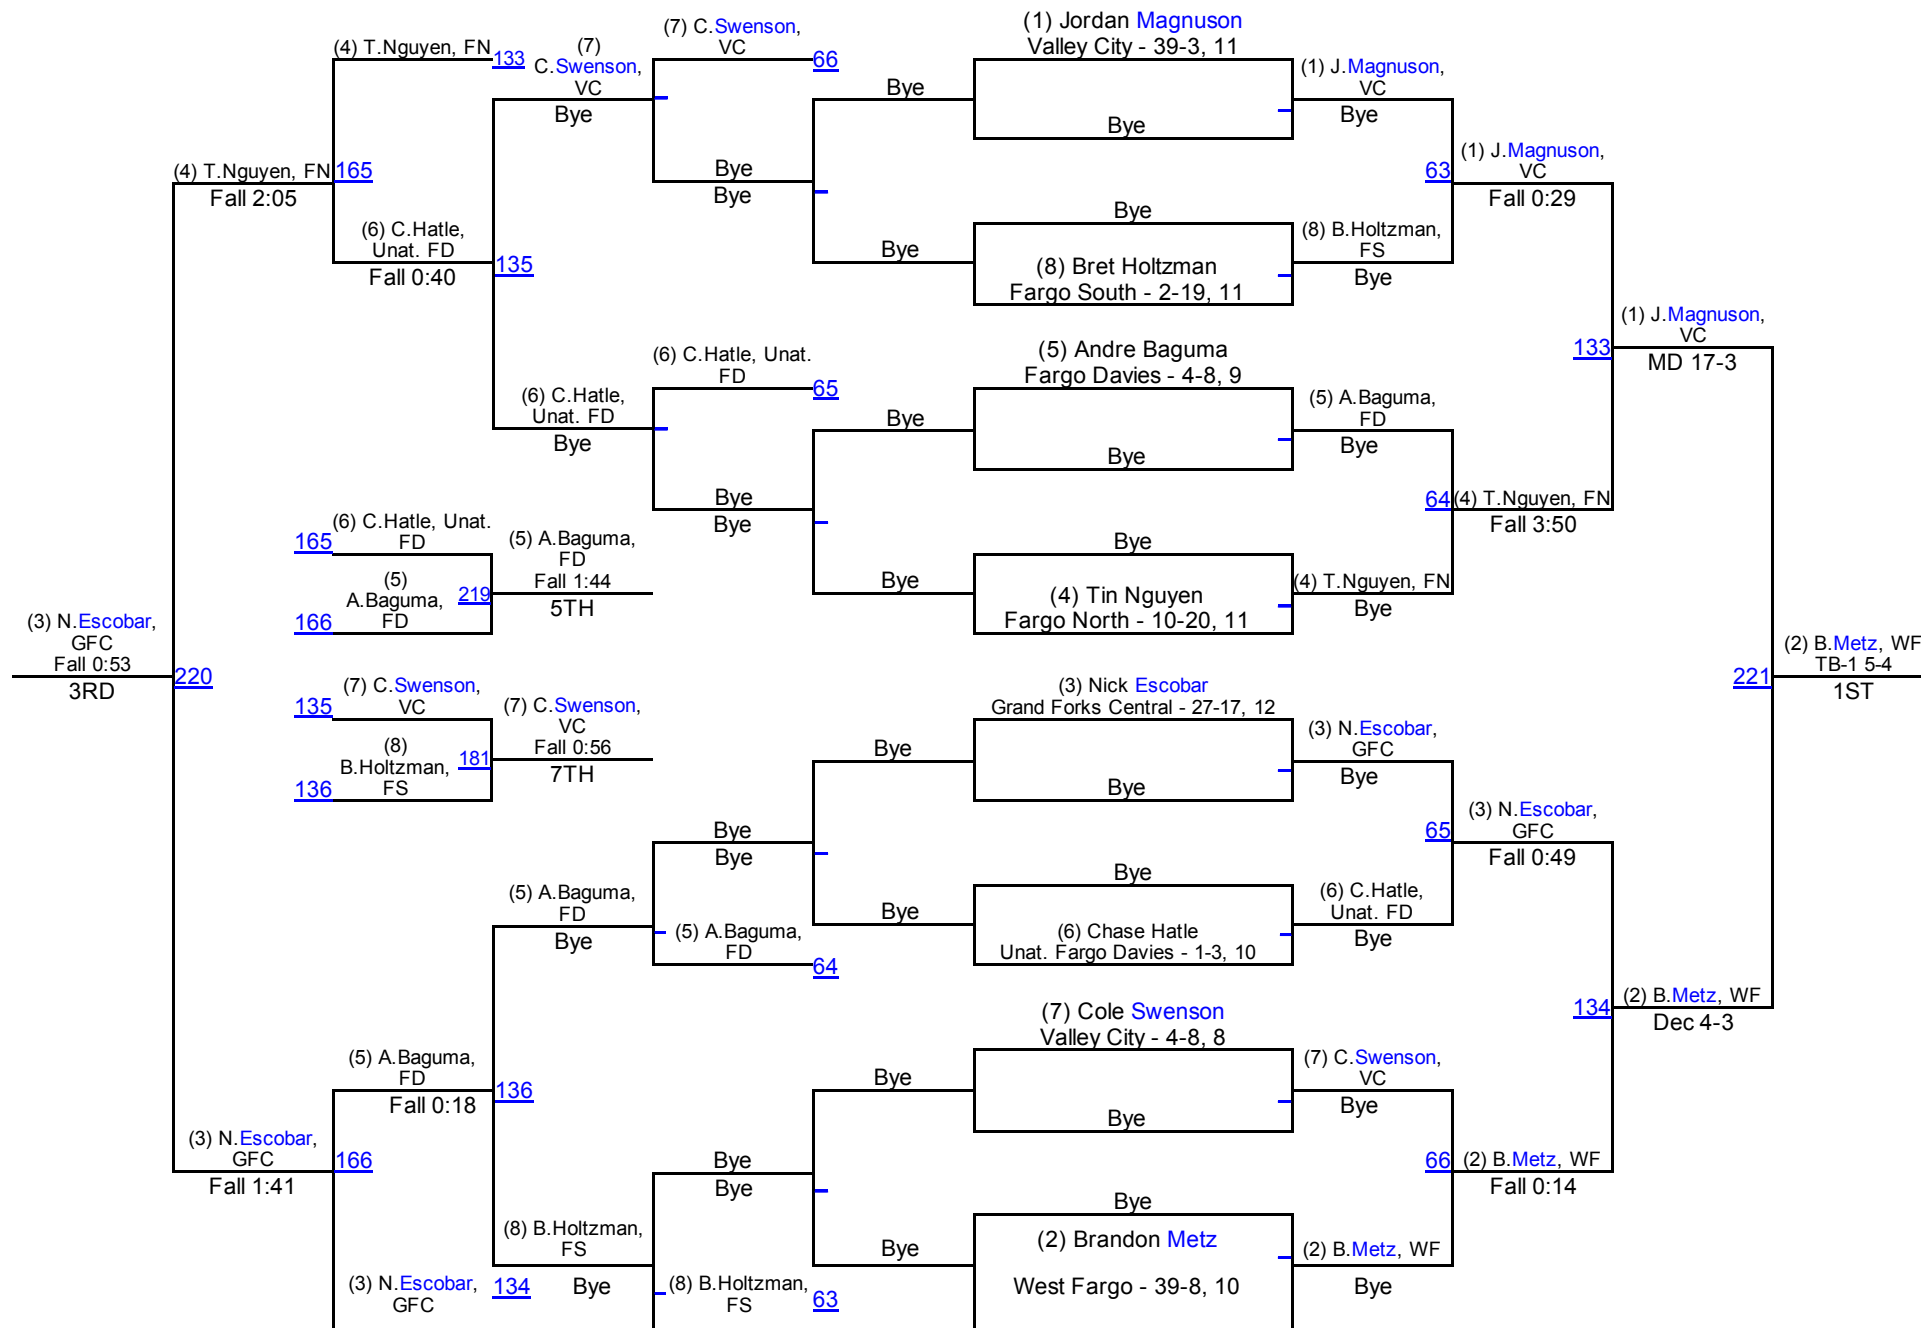 (1) Jordan Magnuson
Valley City - 39-3, 11
(7) C.Swenson,
VC
66
(4) T.Nguyen, FN
133
(7)
C.Swenson,
VC
Bye
Bye
Bye
(1) J.Magnuson,
VC
Bye
(4) T.Nguyen, FN
165
Fall 2:05
Bye
Bye
63
(1) J.Magnuson,
VC
Fall 0:29
(6) C.Hatle,
Unat. FD
Fall 0:40
135
Bye
Bye
(8) Bret Holtzman
Fargo South - 2-19, 11
(8) B.Holtzman,
FS
Bye
(1) J.Magnuson,
VC
133
MD 17-3
(6) C.Hatle, Unat.
FD
65
(5) Andre Baguma
Fargo Davies - 4-8, 9
(6) C.Hatle,
Unat. FD
Bye
Bye
Bye
(5) A.Baguma,
FD
Bye
Bye
Bye
64
(4) T.Nguyen, FN
Fall 3:50
165
(6) C.Hatle, Unat.
FD
(5)
A.Baguma,
FD
166
219
(5) A.Baguma,
FD
Fall 1:44
5TH
Bye
Bye
(4) Tin Nguyen
Fargo North - 10-20, 11
(4) T.Nguyen, FN
Bye
(3) N.Escobar,
GFC
Fall 0:53
3RD
220
221
(2) B.Metz, WF
TB-1 5-4
1ST
135
(7) C.Swenson,
VC
(8)
B.Holtzman,
FS
136
181
(7) C.Swenson,
VC
Fall 0:56
7TH
(3) Nick Escobar
Grand Forks Central - 27-17, 12
Bye
Bye
(3) N.Escobar,
GFC
Bye
Bye
Bye
65
(3) N.Escobar,
GFC
Fall 0:49
(5) A.Baguma,
FD
Bye
(5) A.Baguma,
FD
64
Bye
Bye
(6) Chase Hatle
Unat. Fargo Davies - 1-3, 10
(6) C.Hatle,
Unat. FD
Bye
134
(2) B.Metz, WF
Dec 4-3
(7) Cole Swenson
Valley City - 4-8, 8
(5) A.Baguma,
FD
Fall 0:18
136
Bye
Bye
(7) C.Swenson,
VC
Bye
(3) N.Escobar,
GFC
Fall 1:41
166
Bye
Bye
66
(2) B.Metz, WF
Fall 0:14
(8) B.Holtzman,
FS
Bye
Bye
Bye
(2) Brandon Metz
West Fargo - 39-8, 10
(2) B.Metz, WF
Bye
(3) N.Escobar,
GFC
134
(8) B.Holtzman,
FS
63